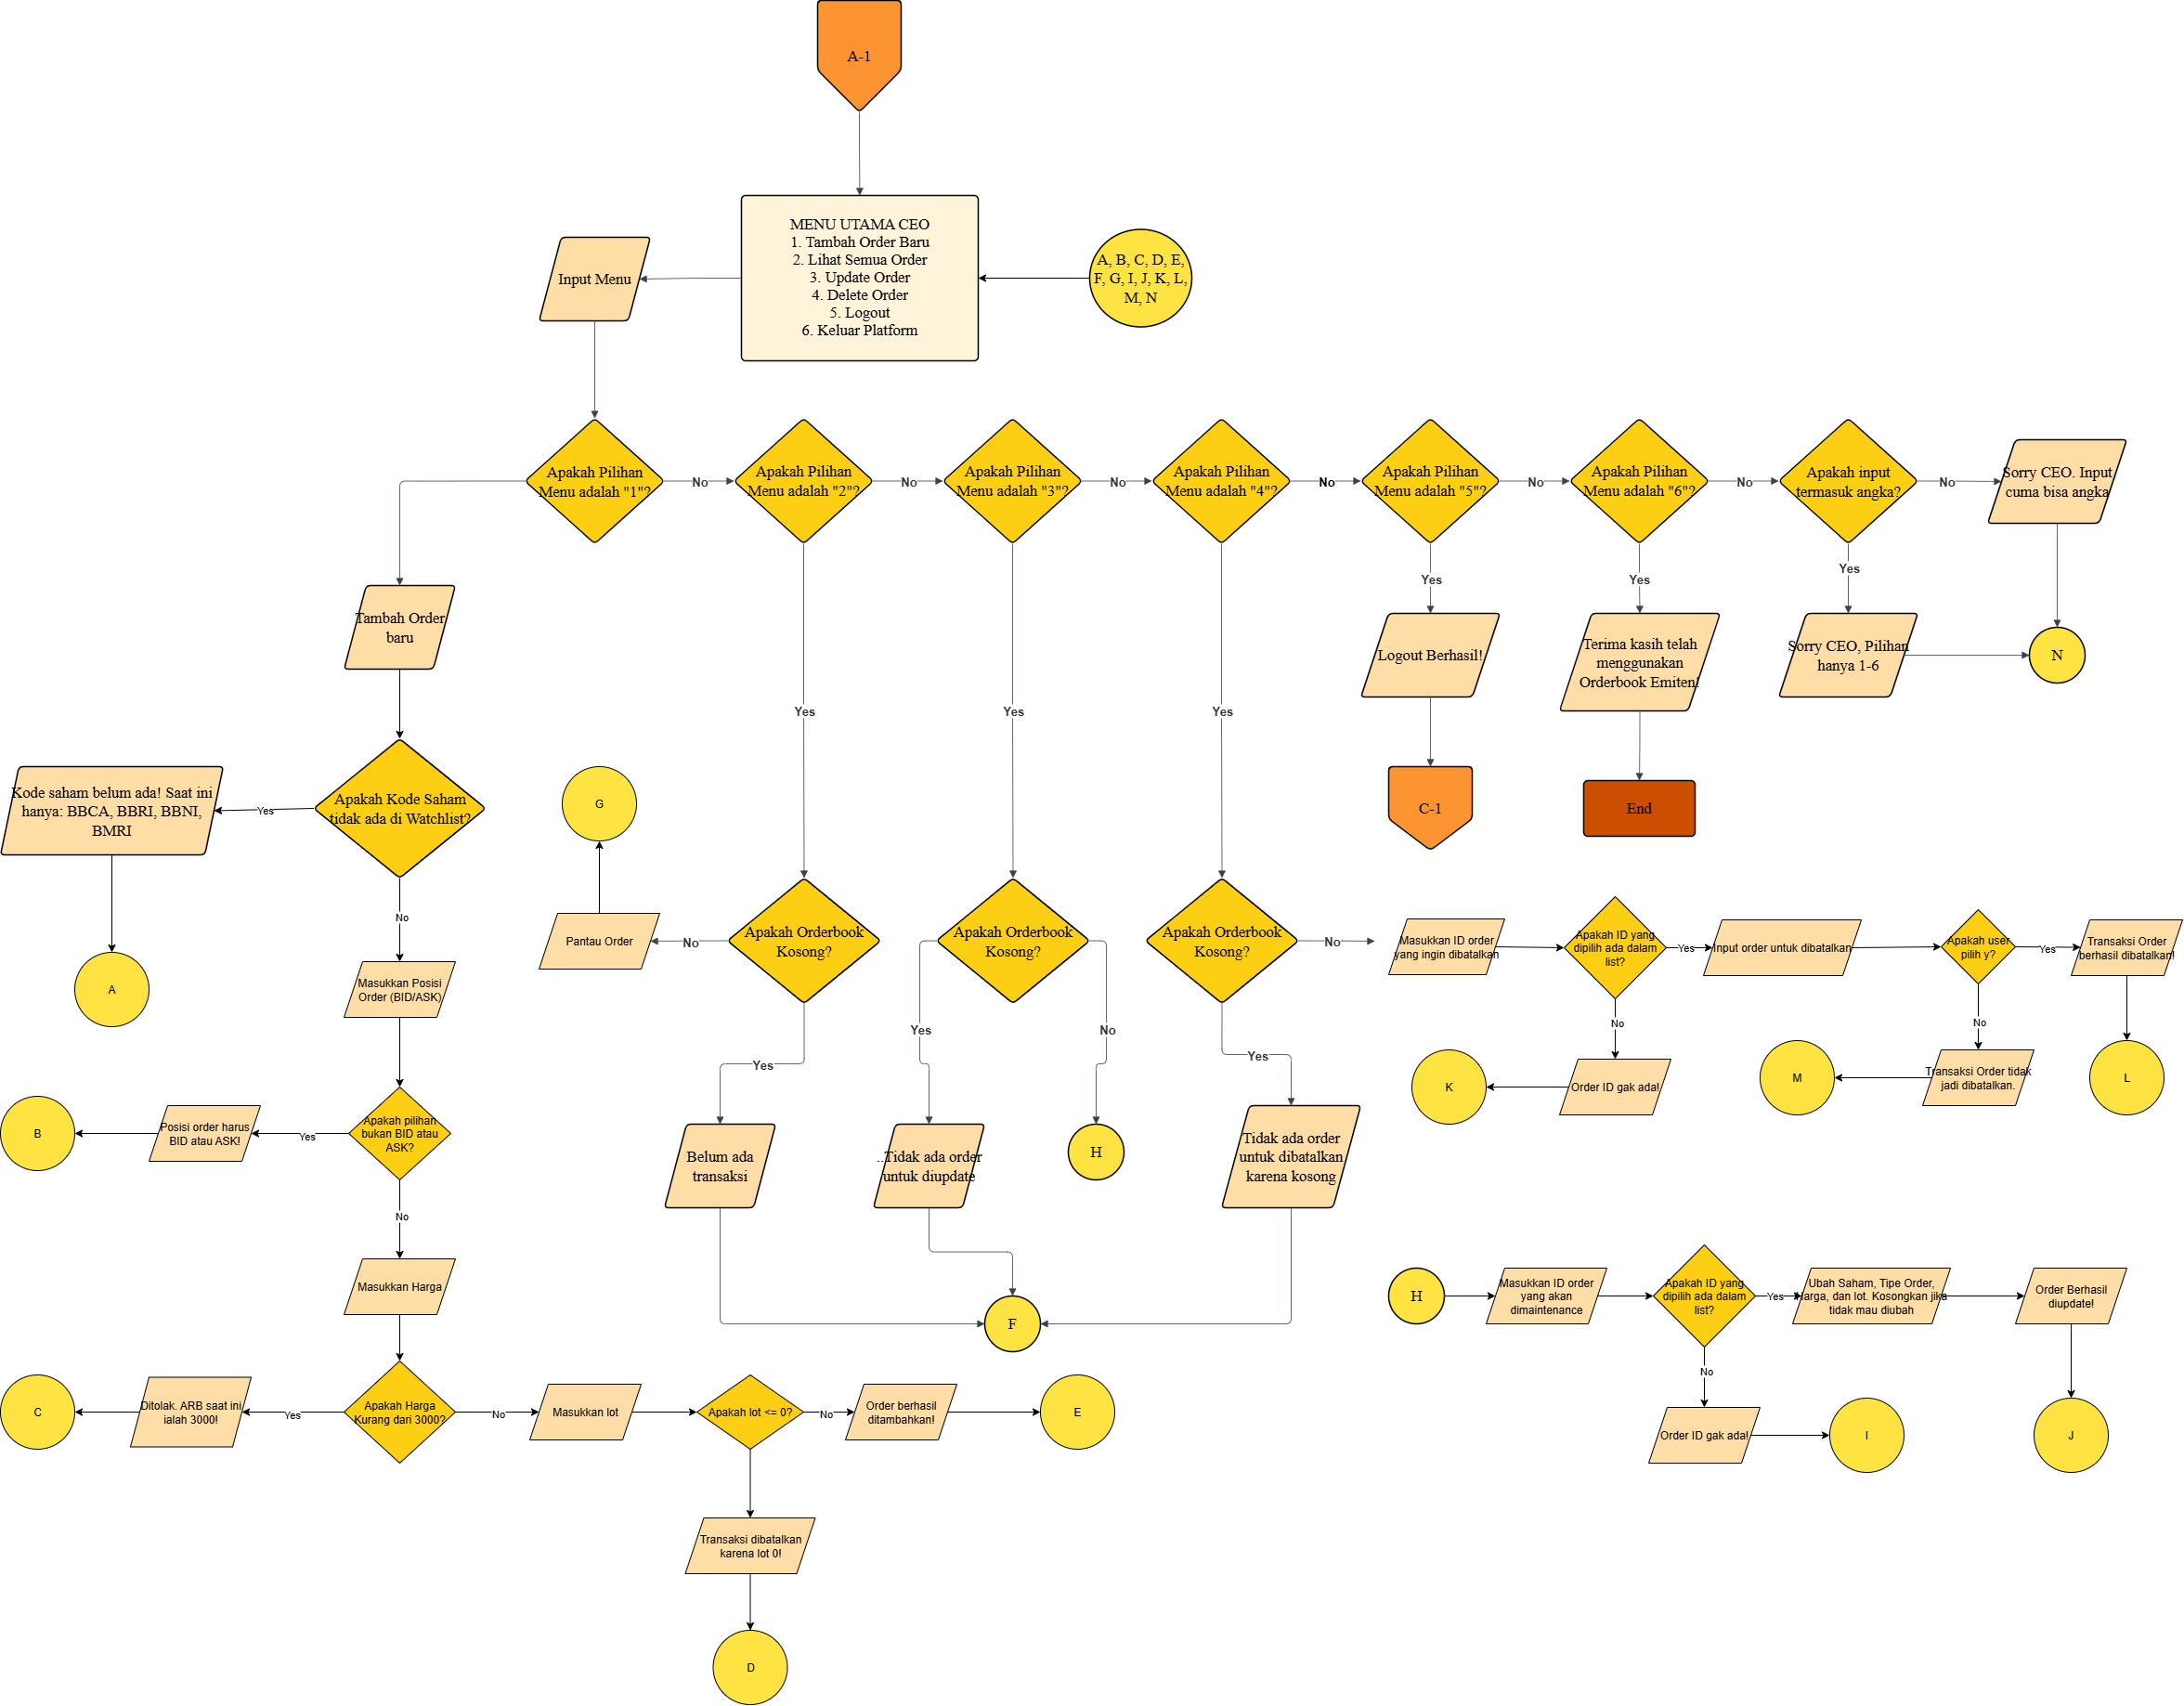 A-1
MENU UTAMA CEO
1. Tambah Order Baru
2. Lihat Semua Order
3. Update Order
4. Delete Order
5. Logout
6. Keluar Platform
Input Menu
A, B, C, D, E,
F, G, I, J, K, L,
M, N
Apakah Pilihan
Menu adalah "1"?
No
Apakah Pilihan
Menu adalah "2"?
No
Apakah Pilihan
Menu adalah "3"?
No
Apakah Pilihan
Menu adalah "4"?
No
Apakah Pilihan
Menu adalah "5"?
No
Apakah Pilihan
Menu adalah "6"?
No
Apakah input
termasuk angka?
No
Sorry CEO. Input
cuma bisa angka
Yes
Yes
Yes
Tambah Order
baru
Logout Berhasil!
Terima kasih telah
menggunakan
Orderbook Emiten!
Sorry CEO, Pilihan
hanya 1-6
N
Yes
Yes
Yes
Kode saham belum ada! Saat ini
hanya: BBCA, BBRI, BBNI,
BMRI
Yes
Apakah Kode Saham
tidak ada di Watchlist?
G
C-1
End
No
Pantau Order
No
Apakah Orderbook
Kosong?
Apakah Orderbook
Kosong?
Apakah Orderbook
Kosong?
No
Masukkan ID order
yang ingin dibatalkan
Apakah ID yang
dipilih ada dalam
list?
Yes
Input order untuk dibatalkan
Apakah user
pilih y?
Yes
Transaksi Order
berhasil dibatalkan!
A
Masukkan Posisi
Order (BID/ASK)
Yes
Yes
No
Yes
No
No
K
Order ID gak ada!
M
Transaksi Order tidak
jadi dibatalkan.
L
B
Posisi order harus
BID atau ASK!
Yes
Apakah pilihan
bukan BID atau
ASK?
Belum ada
transaksi
..Tidak ada order
untuk diupdate
H
Tidak ada order
untuk dibatalkan
karena kosong
No
Masukkan Harga
F
H
Masukkan ID order
yang akan
dimaintenance
Apakah ID yang
dipilih ada dalam
list?
Yes
Ubah Saham, Tipe Order,
Harga, dan lot. Kosongkan jika
tidak mau diubah
Order Berhasil
diupdate!
No
C
Ditolak. ARB saat ini
ialah 3000!
Yes
Apakah Harga
Kurang dari 3000?
No
Masukkan lot
Apakah lot <= 0?
No
Order berhasil
ditambahkan!
E
Order ID gak ada!
I
J
Transaksi dibatalkan
karena lot 0!
D